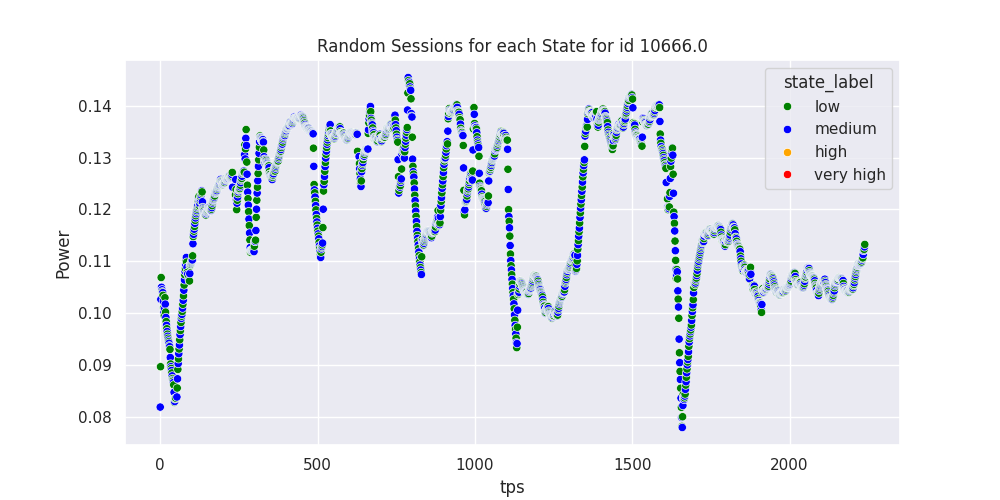 Random Sessions for each State for id 10666.0
state_label
low
medium
high
very high
0.14
0.13
0.12
0.11
0.10
0.09
0.08
Power
0 500 1000 1500 2000
tps